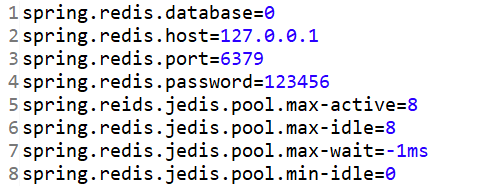 1 spring.redis.database=0
2 spring.redis.host=127.0.0.1
3 spring.redis.port=6379
4 spring.redis.password=123456
5 spring.reids.jedis.pool.max-active=8
6 spring.redis.jedis.pool.max-idle=8
7 spring.redis.jedis.pool.max-wait=-1ms
8 spring.redis.jedis.pool.min-idle=0